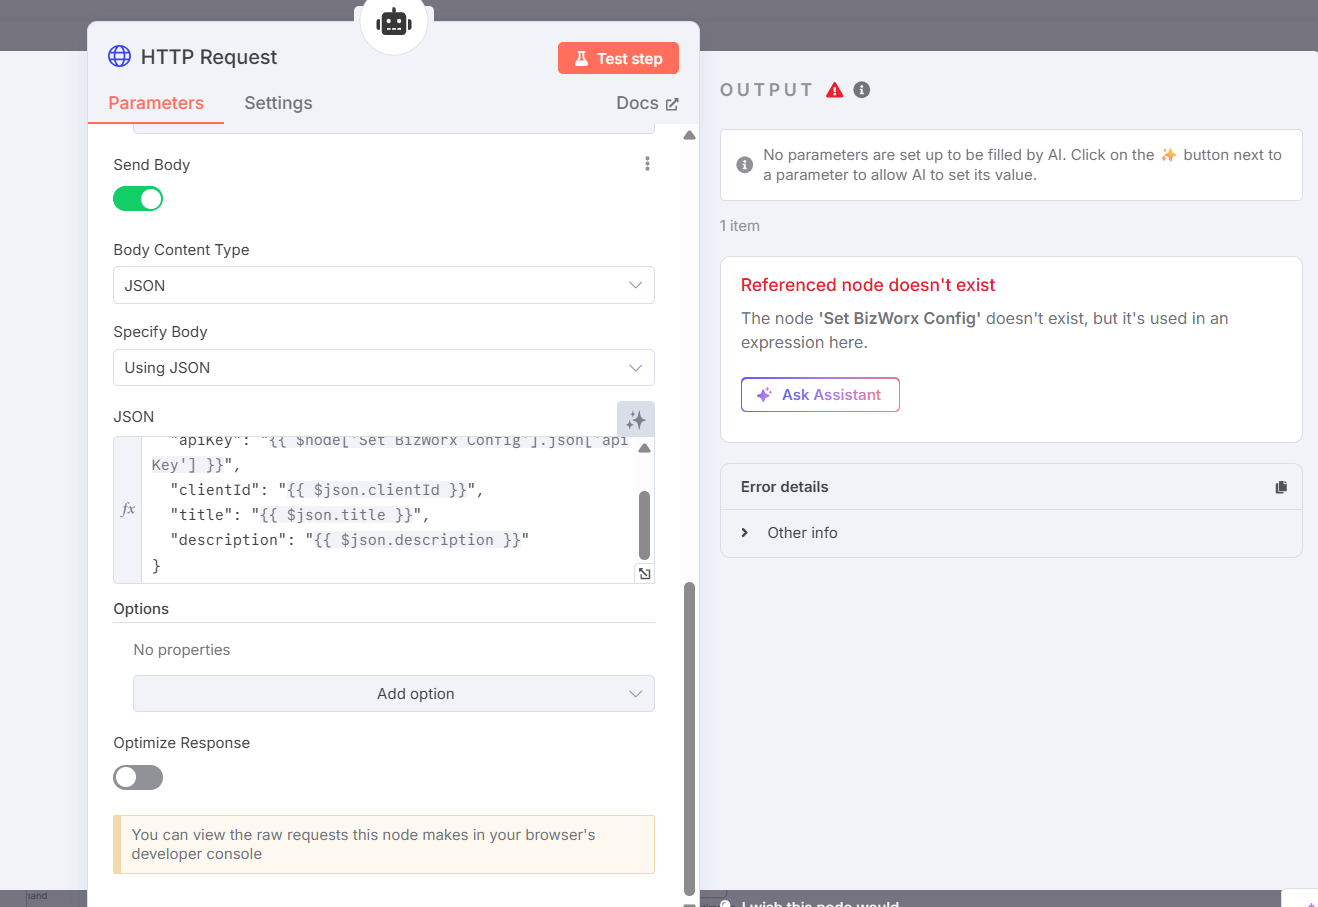 HTTP Request
Test step
Parameters
Settings
Docs
Send Body
Body Content Type
JSON
Specify Body
Using JSON
JSON
fx
"apiKey": "{{ $node['Set BizWorx Config'].json['api
Key'] }}",
"clientId": "{{ $json.clientId }}",
"title": "{{ $json.title }}",
"description": "{{ $json.description }}"
}
Options
No properties
Add option
Optimize Response
You can view the raw requests this node makes in your browser's
developer console
OUTPUT
No parameters are set up to be filled by AI. Click on the ✨ button next to
a parameter to allow AI to set its value.
1 item
Referenced node doesn't exist
The node 'Set BizWorx Config' doesn't exist, but it's used in an
expression here.
Ask Assistant
Error details
Other info
I wish this node would